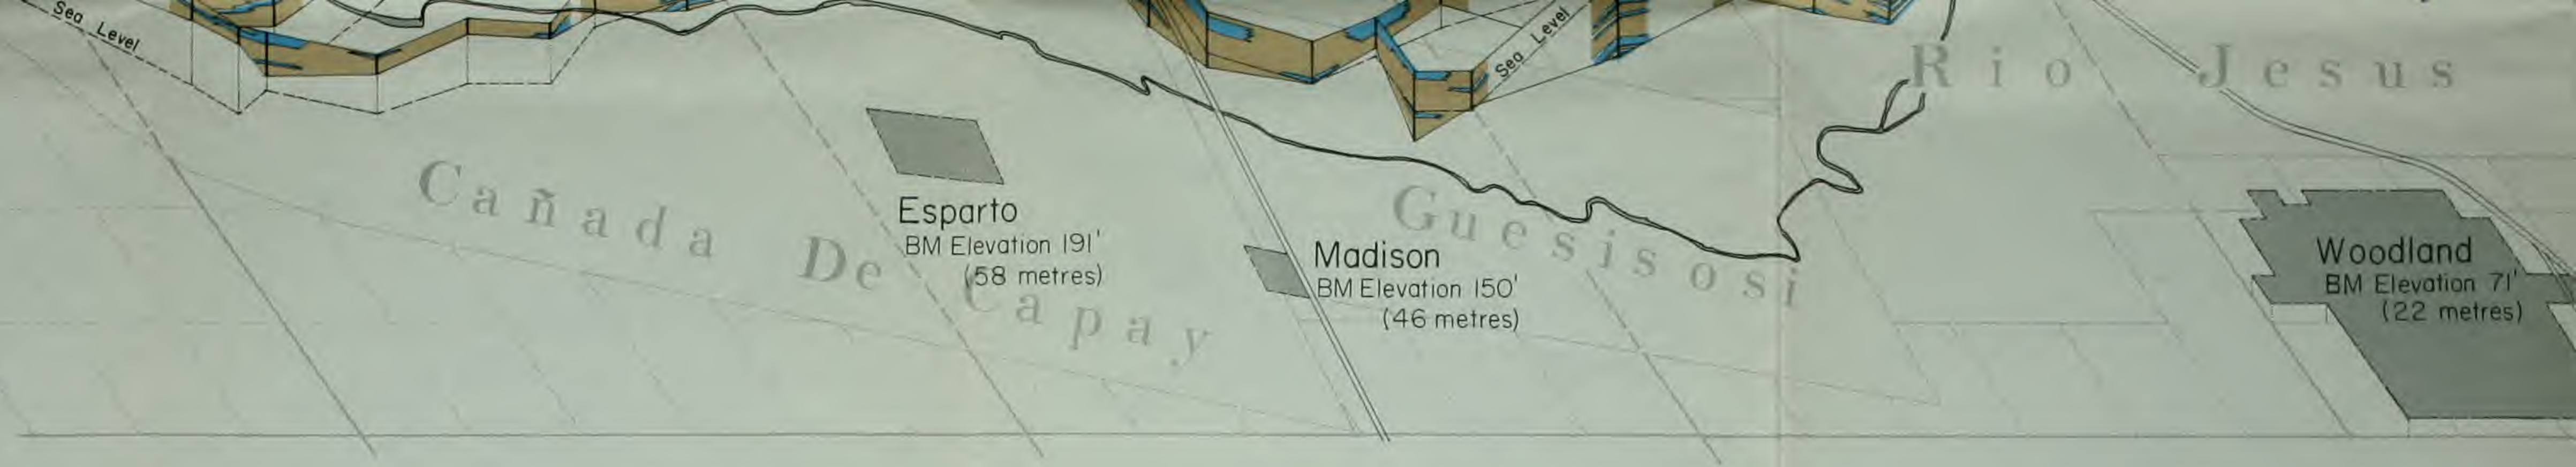 Sea Level
Sea Level
Rio Jesus
Cañada De Capay
Guesisosi
Esparto
BM Elevation 191'
(58 metres)
Madison
BM Elevation 150'
(46 metres)
Woodland
BM Elevation 71'
(22 metres)